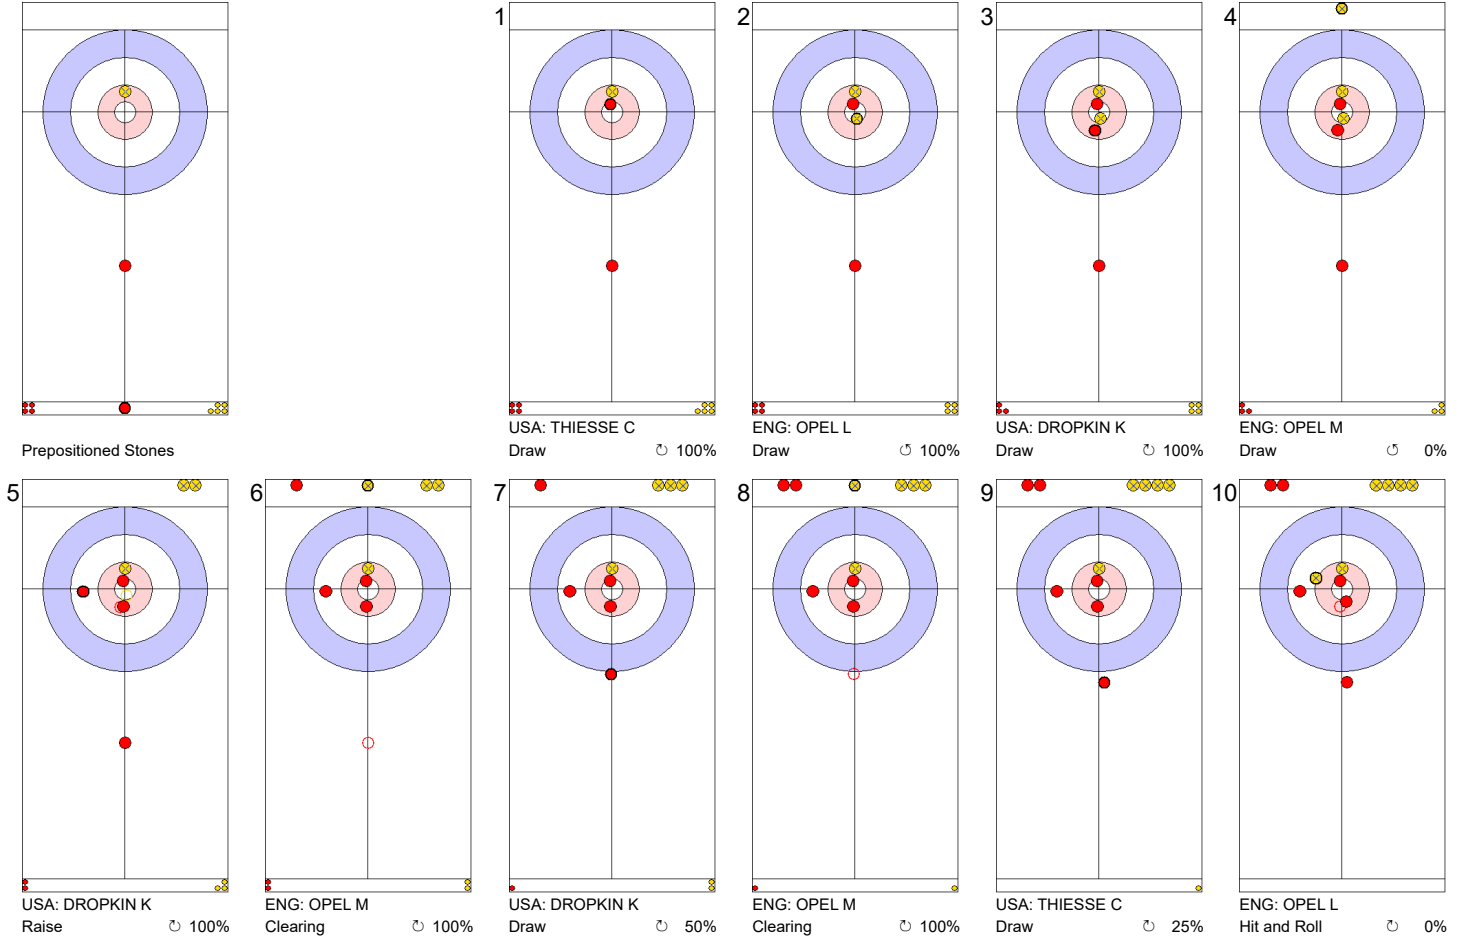 1
2
3
4
Prepositioned Stones
USA: THIESSE C
Draw ↻ 100%
ENG: OPEL L
Draw ↺ 100%
USA: DROPKIN K
Draw ↻ 100%
ENG: OPEL M
Draw ↺ 0%
5
6
7
8
9
10
USA: DROPKIN K
Raise ↻ 100%
ENG: OPEL M
Clearing ↻ 100%
USA: DROPKIN K
Draw ↻ 50%
ENG: OPEL M
Clearing ↻ 100%
USA: THIESSE C
Draw ↻ 25%
ENG: OPEL L
Hit and Roll ↻ 0%